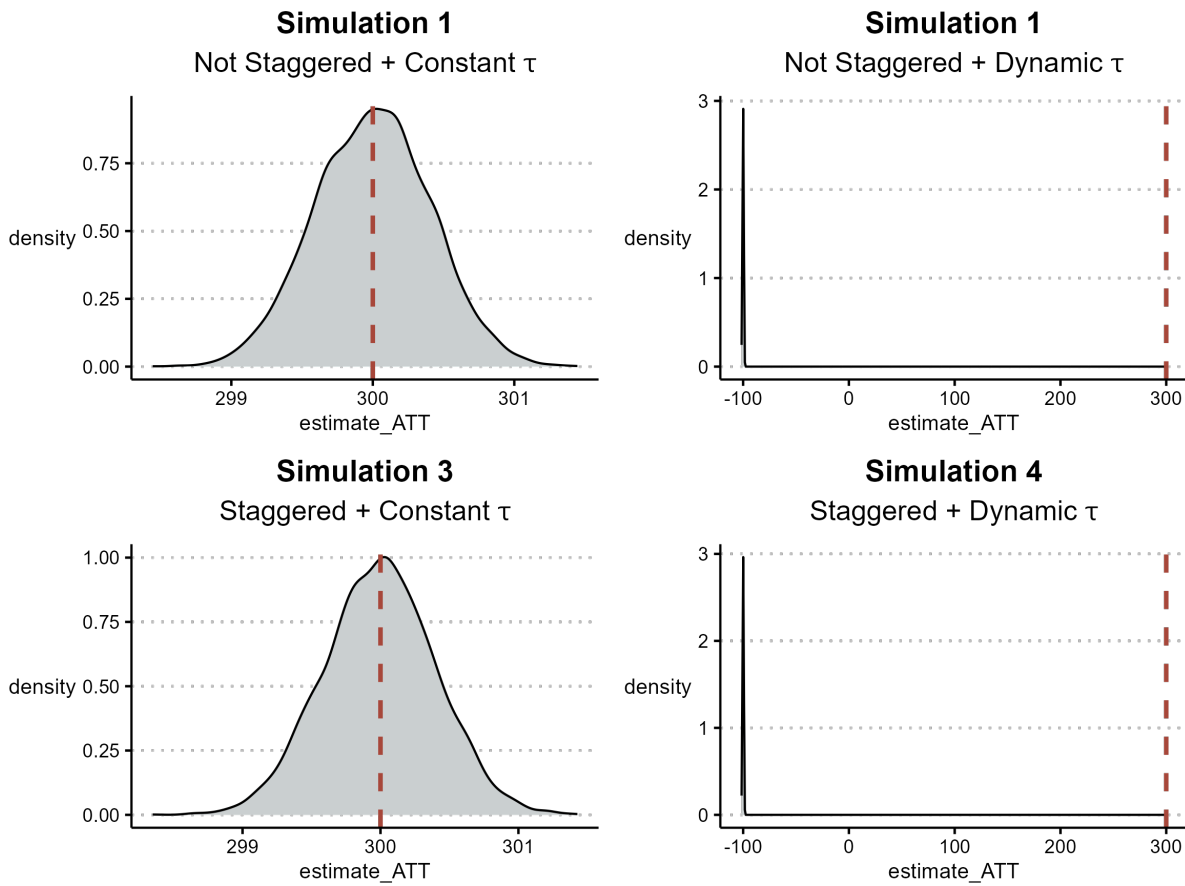 Simulation 1
Not Staggered + Constant τ
0.75
0.50
0.25
0.00
density
299 300 301
estimate_ATT
Simulation 1
Not Staggered + Dynamic τ
3
2
1
0
density
-100 0 100 200 300
estimate_ATT
Simulation 3
Staggered + Constant τ
1.00
0.75
0.50
0.25
0.00
density
299 300 301
estimate_ATT
Simulation 4
Staggered + Dynamic τ
3
2
1
0
density
-100 0 100 200 300
estimate_ATT